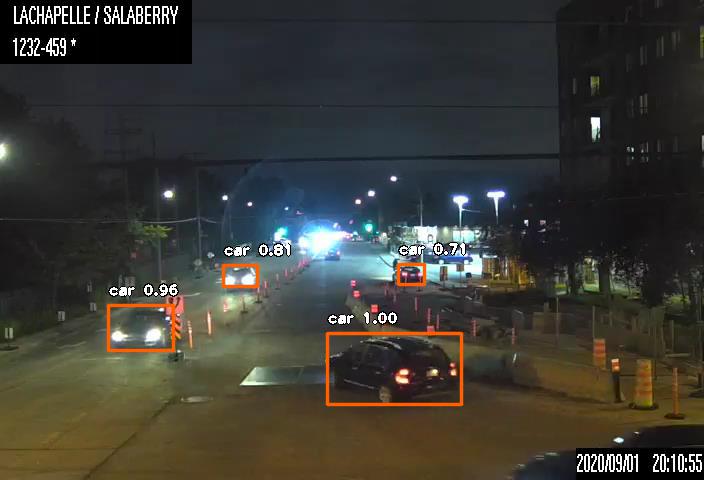 LACHAPELLE / SALABERRY
1232-459 *
car 0.81
car 0.71
car 0.96
car 1.00
2020/09/01 20:10:55